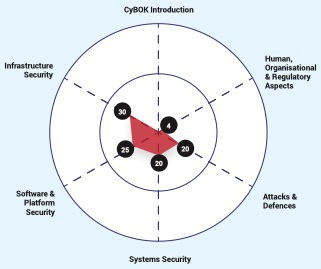 CyBOK Introduction
Infrastructure
Security
Human,
Organisational
& Regulatory
Aspects
30
4
25
20
20
Software &
Platform
Security
Attacks &
Defences
Systems Security